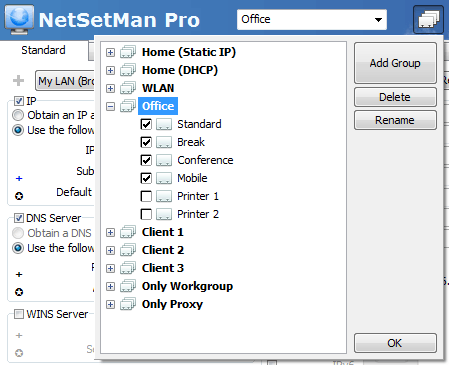 NetSetMan Pro
Office
Standard
My LAN (Bro
IP
Obtain an IP a
Use the follow
IP
Sub
Default
DNS Server
Obtain a DNS
Use the follow
WINS Server
Home (Static IP)
Home (DHCP)
WLAN
Office
Standard
Break
Conference
Mobile
Printer 1
Printer 2
Client 1
Client 2
Client 3
Only Workgroup
Only Proxy
Add Group
Delete
Rename
OK